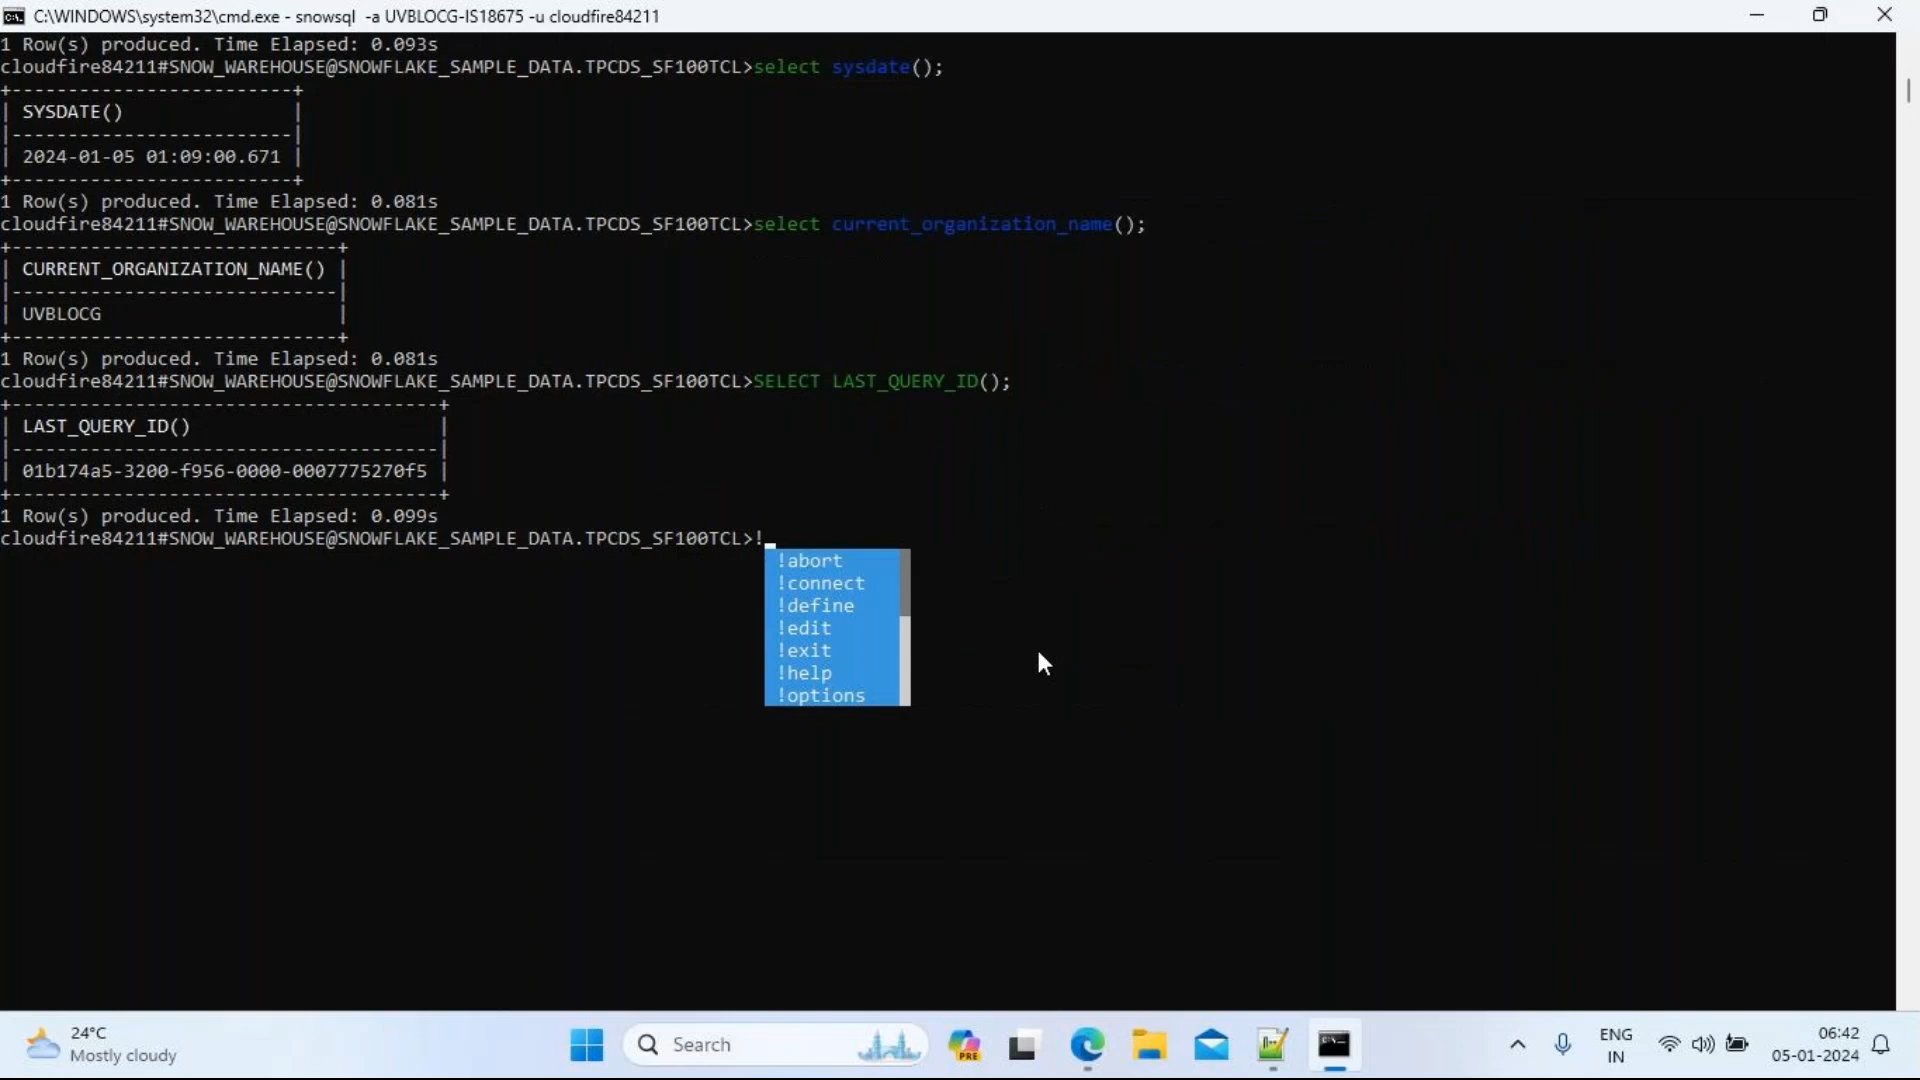 C:\WINDOWS\system32\cmd.exe - snowsql -a UVBLOCG-IS18675 -u cloudfire84211
1 Row(s) produced. Time Elapsed: 0.093s
cloudfire84211#SNOW_WAREHOUSE@SNOWFLAKE_SAMPLE_DATA.TPCDS_SF100TCL>select sysdate();
+-------------------------+
| SYSDATE()               |
|-------------------------|
| 2024-01-05 01:09:00.671 |
+-------------------------+
1 Row(s) produced. Time Elapsed: 0.081s
cloudfire84211#SNOW_WAREHOUSE@SNOWFLAKE_SAMPLE_DATA.TPCDS_SF100TCL>select current_organization_name();
+-----------------------------+
| CURRENT_ORGANIZATION_NAME() |
|-----------------------------|
| UVBLOCG                     |
+-----------------------------+
1 Row(s) produced. Time Elapsed: 0.081s
cloudfire84211#SNOW_WAREHOUSE@SNOWFLAKE_SAMPLE_DATA.TPCDS_SF100TCL>SELECT LAST_QUERY_ID();
+--------------------------------------+
| LAST_QUERY_ID()                      |
|--------------------------------------|
| 01b174a5-3200-f956-0000-0007775270f5 |
+--------------------------------------+
1 Row(s) produced. Time Elapsed: 0.099s
cloudfire84211#SNOW_WAREHOUSE@SNOWFLAKE_SAMPLE_DATA.TPCDS_SF100TCL>!
!abort
!connect
!define
!edit
!exit
!help
!options
24°C
Mostly cloudy
Search
PRE
ENG
IN
06:42
05-01-2024